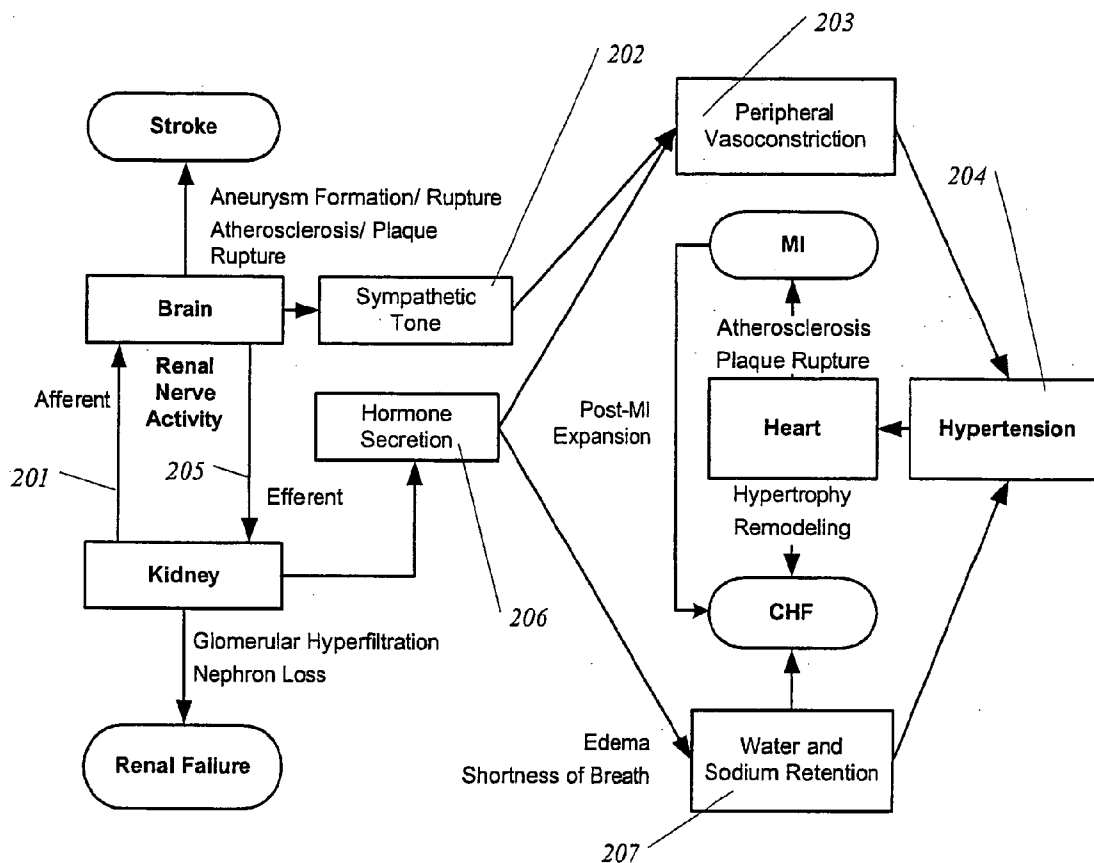 203
202
Stroke
Peripheral
Vasoconstriction
204
Aneurysm Formation/ Rupture
Atherosclerosis/ Plaque
Rupture
MI
Brain
Sympathetic
Tone
Atherosclerosis
Plaque Rupture
Renal
Nerve
Activity
Afferent
Hormone
Secretion
Post-MI
Expansion
Heart
Hypertension
201
205
Efferent
Hypertrophy
Remodeling
Kidney
206
CHF
Glomerular Hyperfiltration
Nephron Loss
Renal Failure
Edema
Shortness of Breath
Water and
Sodium Retention
207